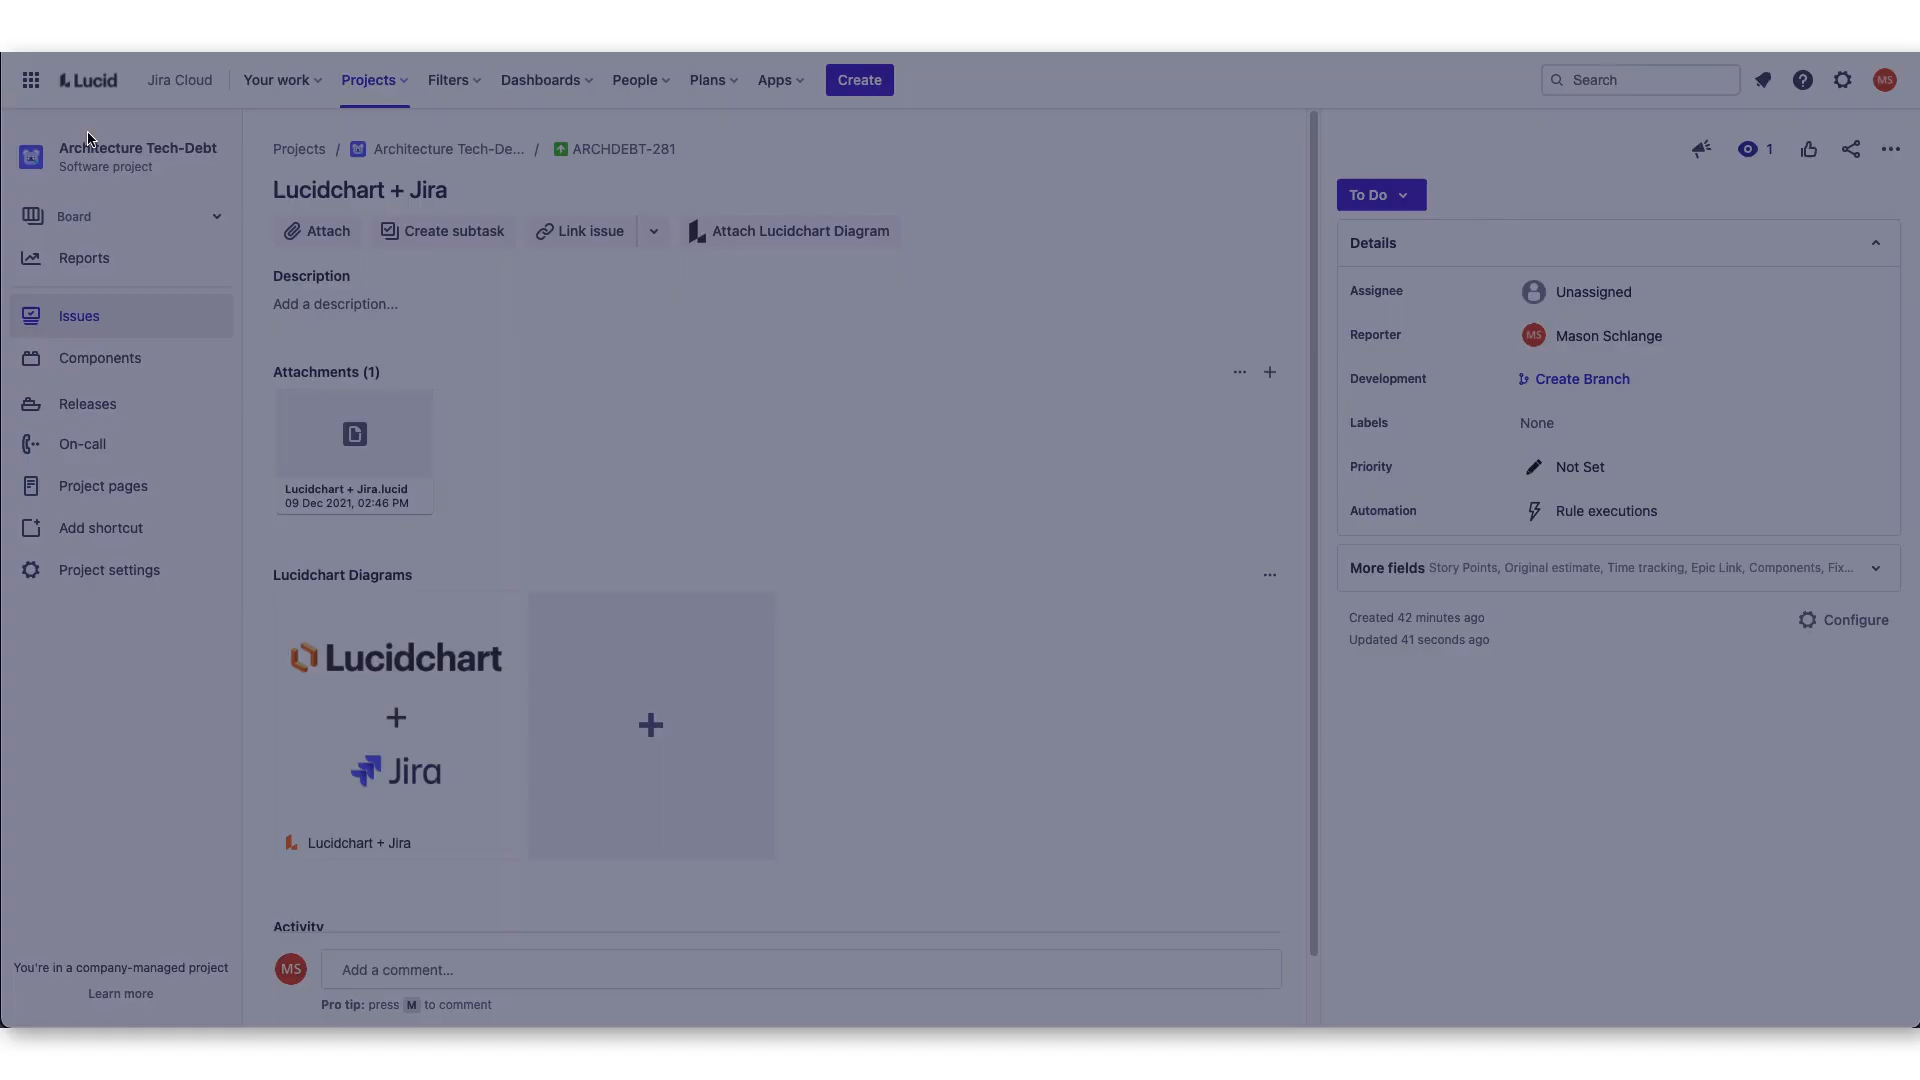 Lucid Jira Cloud Your work Projects Filters Dashboards People Plans Apps Create Search MS
Architecture Tech-Debt
Software project
Board
Reports
Issues
Components
Releases
On-call
Project pages
Add shortcut
Project settings
You're in a company-managed project
Learn more
Projects / Architecture Tech-De... / ARCHDEBT-281
Lucidchart + Jira
Attach Create subtask Link issue Attach Lucidchart Diagram
Description
Add a description...
Attachments (1)
Lucidchart + Jira.lucid
09 Dec 2021, 02:46 PM
Lucidchart Diagrams
Lucidchart
+
Jira
Lucidchart + Jira
Activity
MS Add a comment...
Pro tip: press M to comment
1
To Do
Details
Assignee Unassigned
Reporter MS Mason Schlange
Development Create Branch
Labels None
Priority Not Set
Automation Rule executions
More fields Story Points, Original estimate, Time tracking, Epic Link, Components, Fix...
Created 42 minutes ago Configure
Updated 41 seconds ago